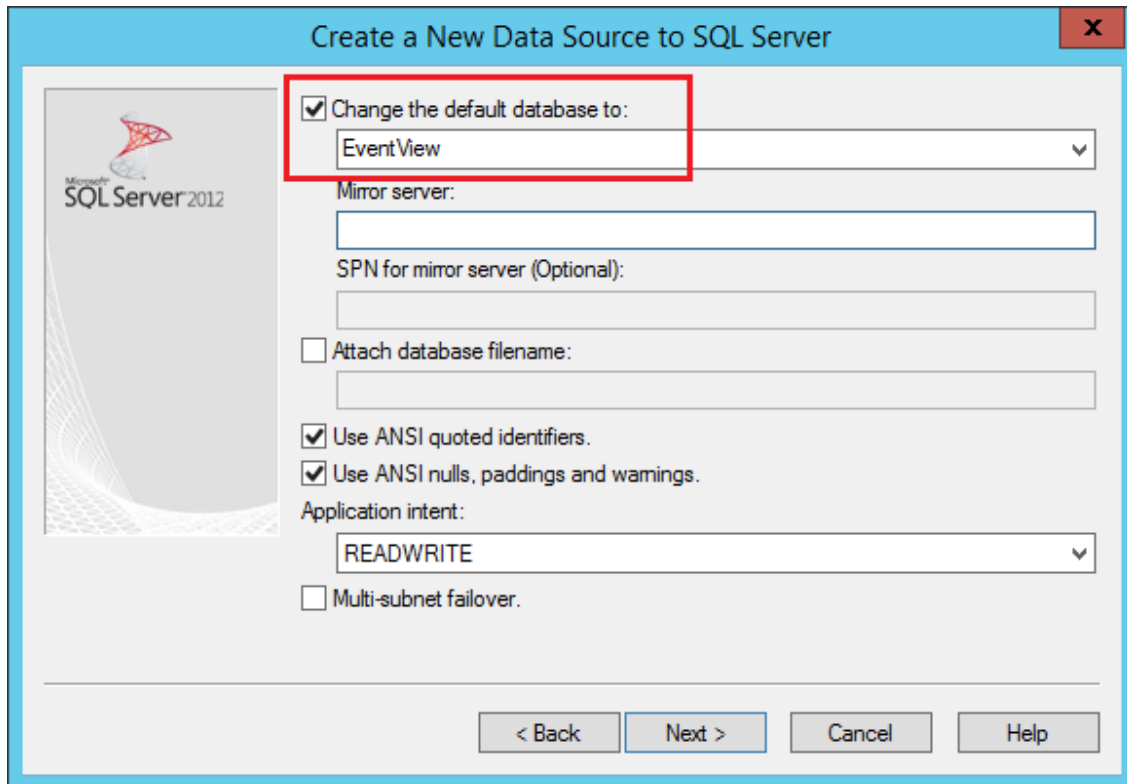 Create a New Data Source to SQL Server
x
Microsoft
SQL Server 2012
Change the default database to:
EventView
Mirror server:
SPN for mirror server (Optional):
Attach database filename:
Use ANSI quoted identifiers.
Use ANSI nulls, paddings and warnings.
Application intent:
READWRITE
Multi-subnet failover.
< Back
Next >
Cancel
Help